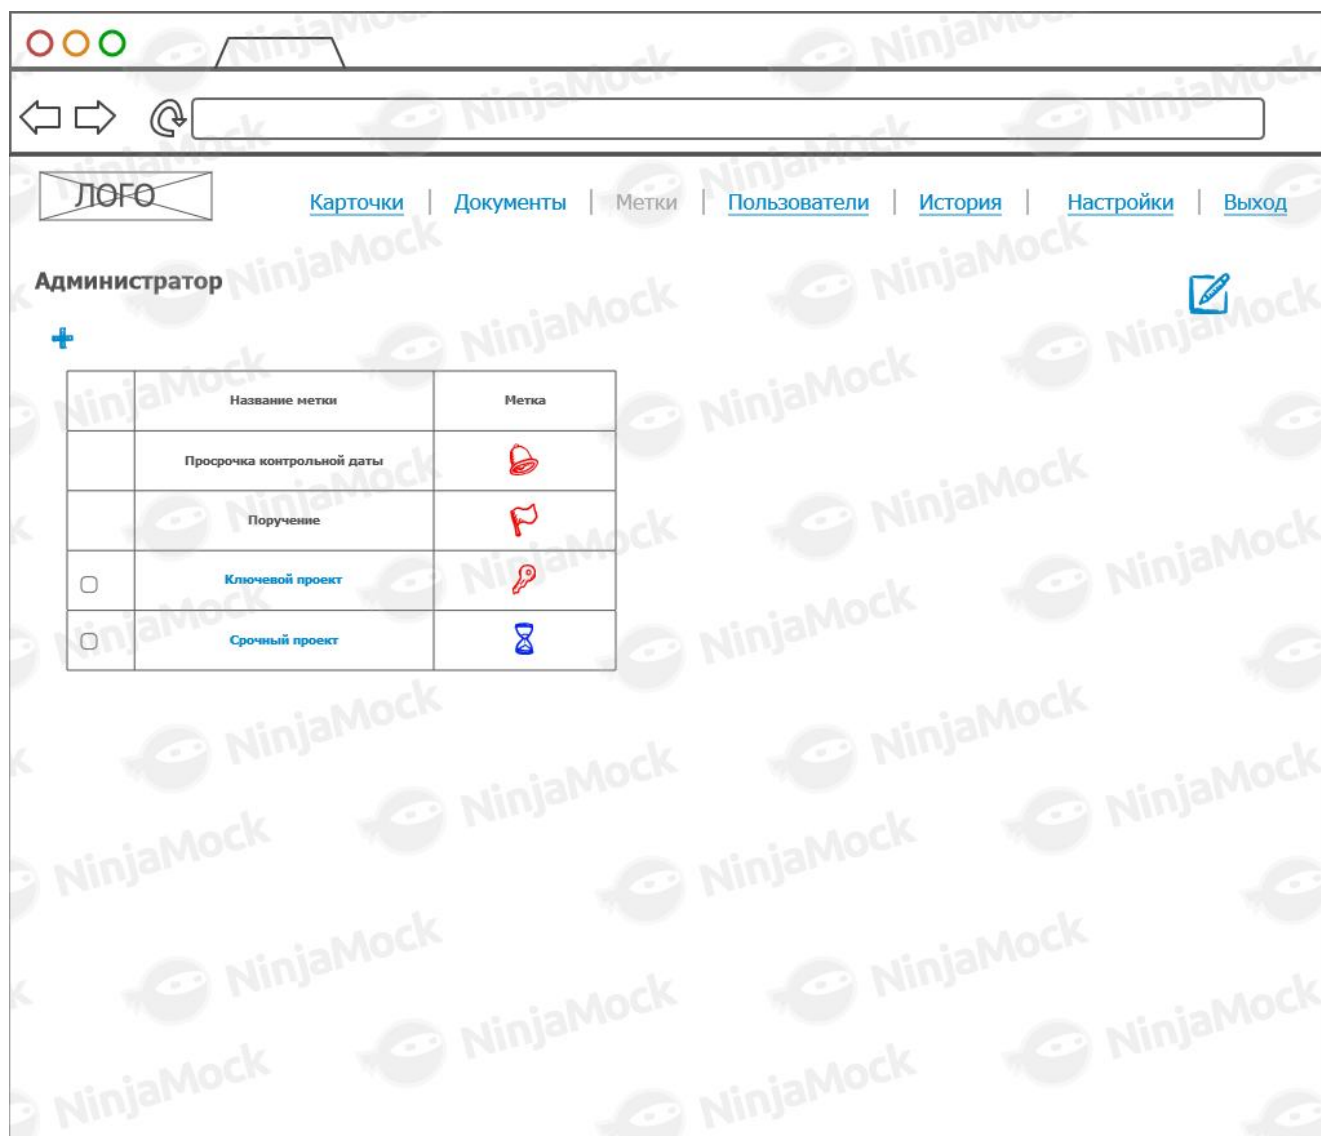 ЛОГО
Карточки | Документы | Метки | Пользователи | История | Настройки | Выход
Администратор
Название метки Метка
Просрочка контрольной даты
Поручение
Ключевой проект
Срочный проект
NinjaMock